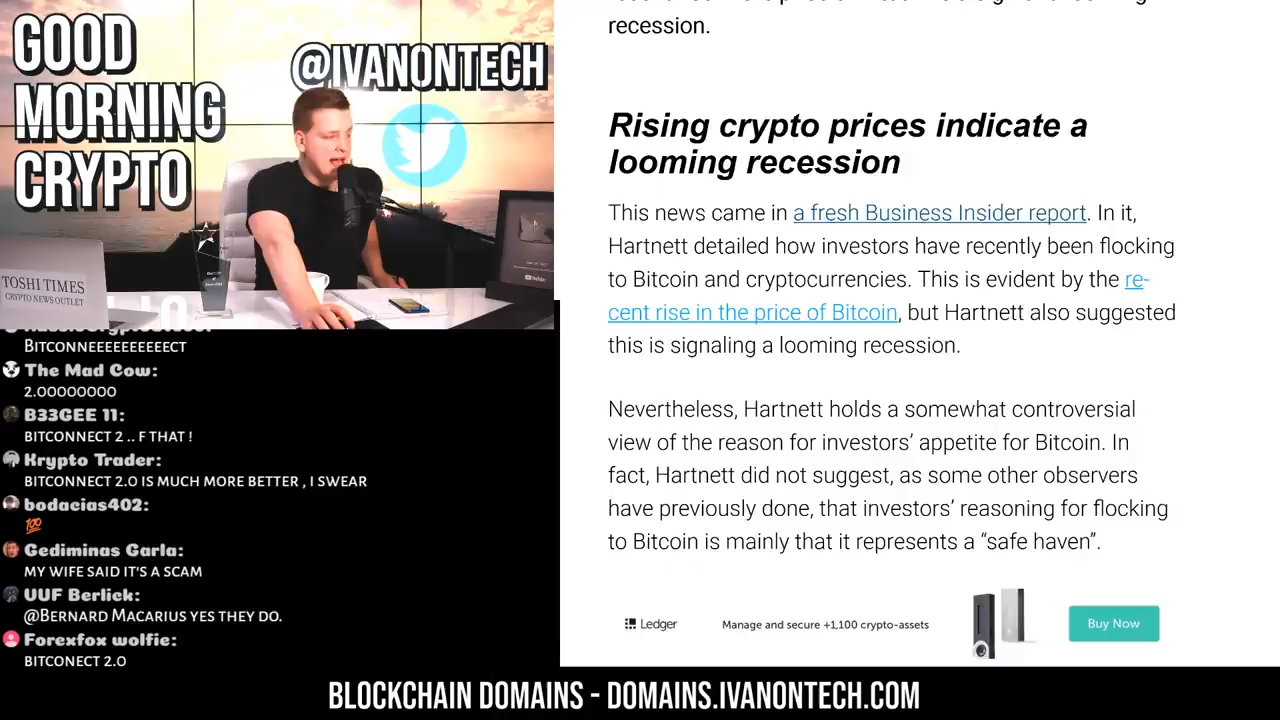 GOOD
MORNING
CRYPTO
@IVANONTECH
TOSHI TIMES
CRYPTO NEWS OUTLET
BITCONNEEEEEEEEEECT
The Mad Cow:
2.00000000
B33GEE 11:
BITCONNECT 2 .. F THAT !
Krypto Trader:
BITCONNECT 2.0 IS MUCH MORE BETTER , I SWEAR
bodacias402:
💯
Gediminas Garla:
MY WIFE SAID IT'S A SCAM
UUF Berlick:
@BERNARD MACARIUS YES THEY DO.
Forexfox wolfie:
BITCONECT 2.0
recession.
Rising crypto prices indicate a
looming recession
This news came in a fresh Business Insider report. In it,
Hartnett detailed how investors have recently been flocking
to Bitcoin and cryptocurrencies. This is evident by the re-
cent rise in the price of Bitcoin, but Hartnett also suggested
this is signaling a looming recession.
Nevertheless, Hartnett holds a somewhat controversial
view of the reason for investors’ appetite for Bitcoin. In
fact, Hartnett did not suggest, as some other observers
have previously done, that investors’ reasoning for flocking
to Bitcoin is mainly that it represents a “safe haven”.
Ledger
Manage and secure +1,100 crypto-assets
Buy Now
BLOCKCHAIN DOMAINS - DOMAINS.IVANONTECH.COM